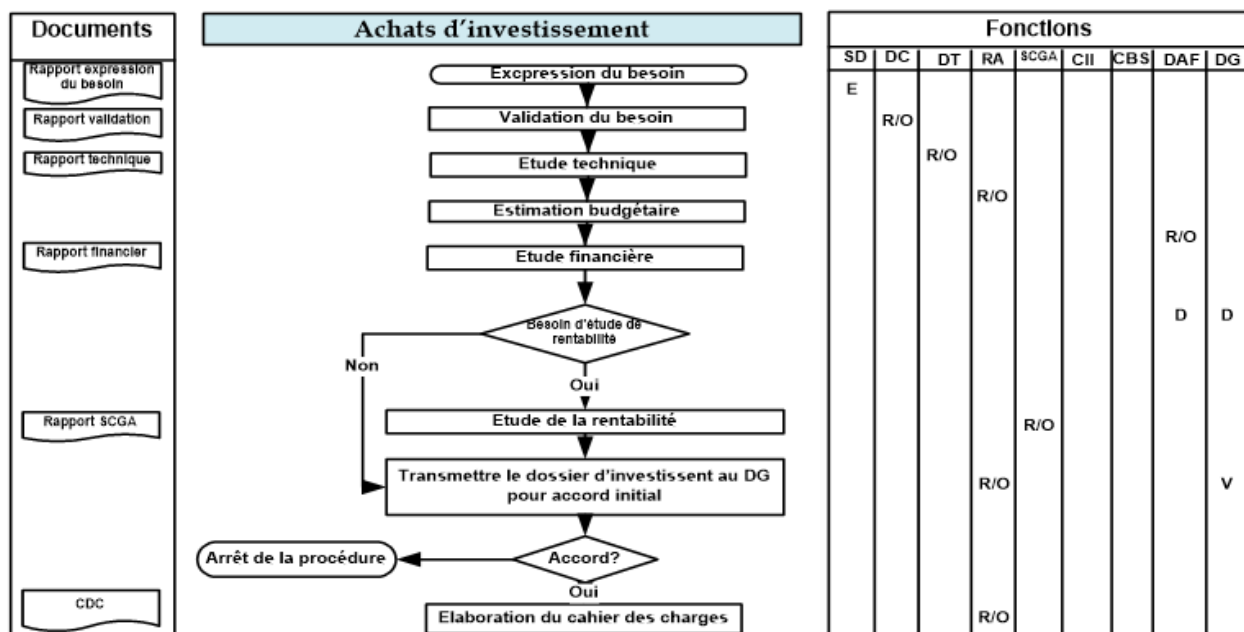 Documents
Achats d'investissement
Fonctions
SD DC DT RA SCGA CII CBS DAF DG
Rapport expression
du besoin
Excpression du besoin
E
Rapport validation
Validation du besoin
R/O
Rapport technique
Etude technique
R/O
Estimation budgétaire
R/O
Rapport financier
Etude financière
R/O
Besoin d'étude de
rentabilité
D D
Non
Oui
Rapport SCGA
Etude de la rentabilité
R/O
Transmettre le dossier d'investissent au DG
pour accord initial
R/O V
Arrêt de la procédure
Accord?
Oui
CDC
Elaboration du cahier des charges
R/O